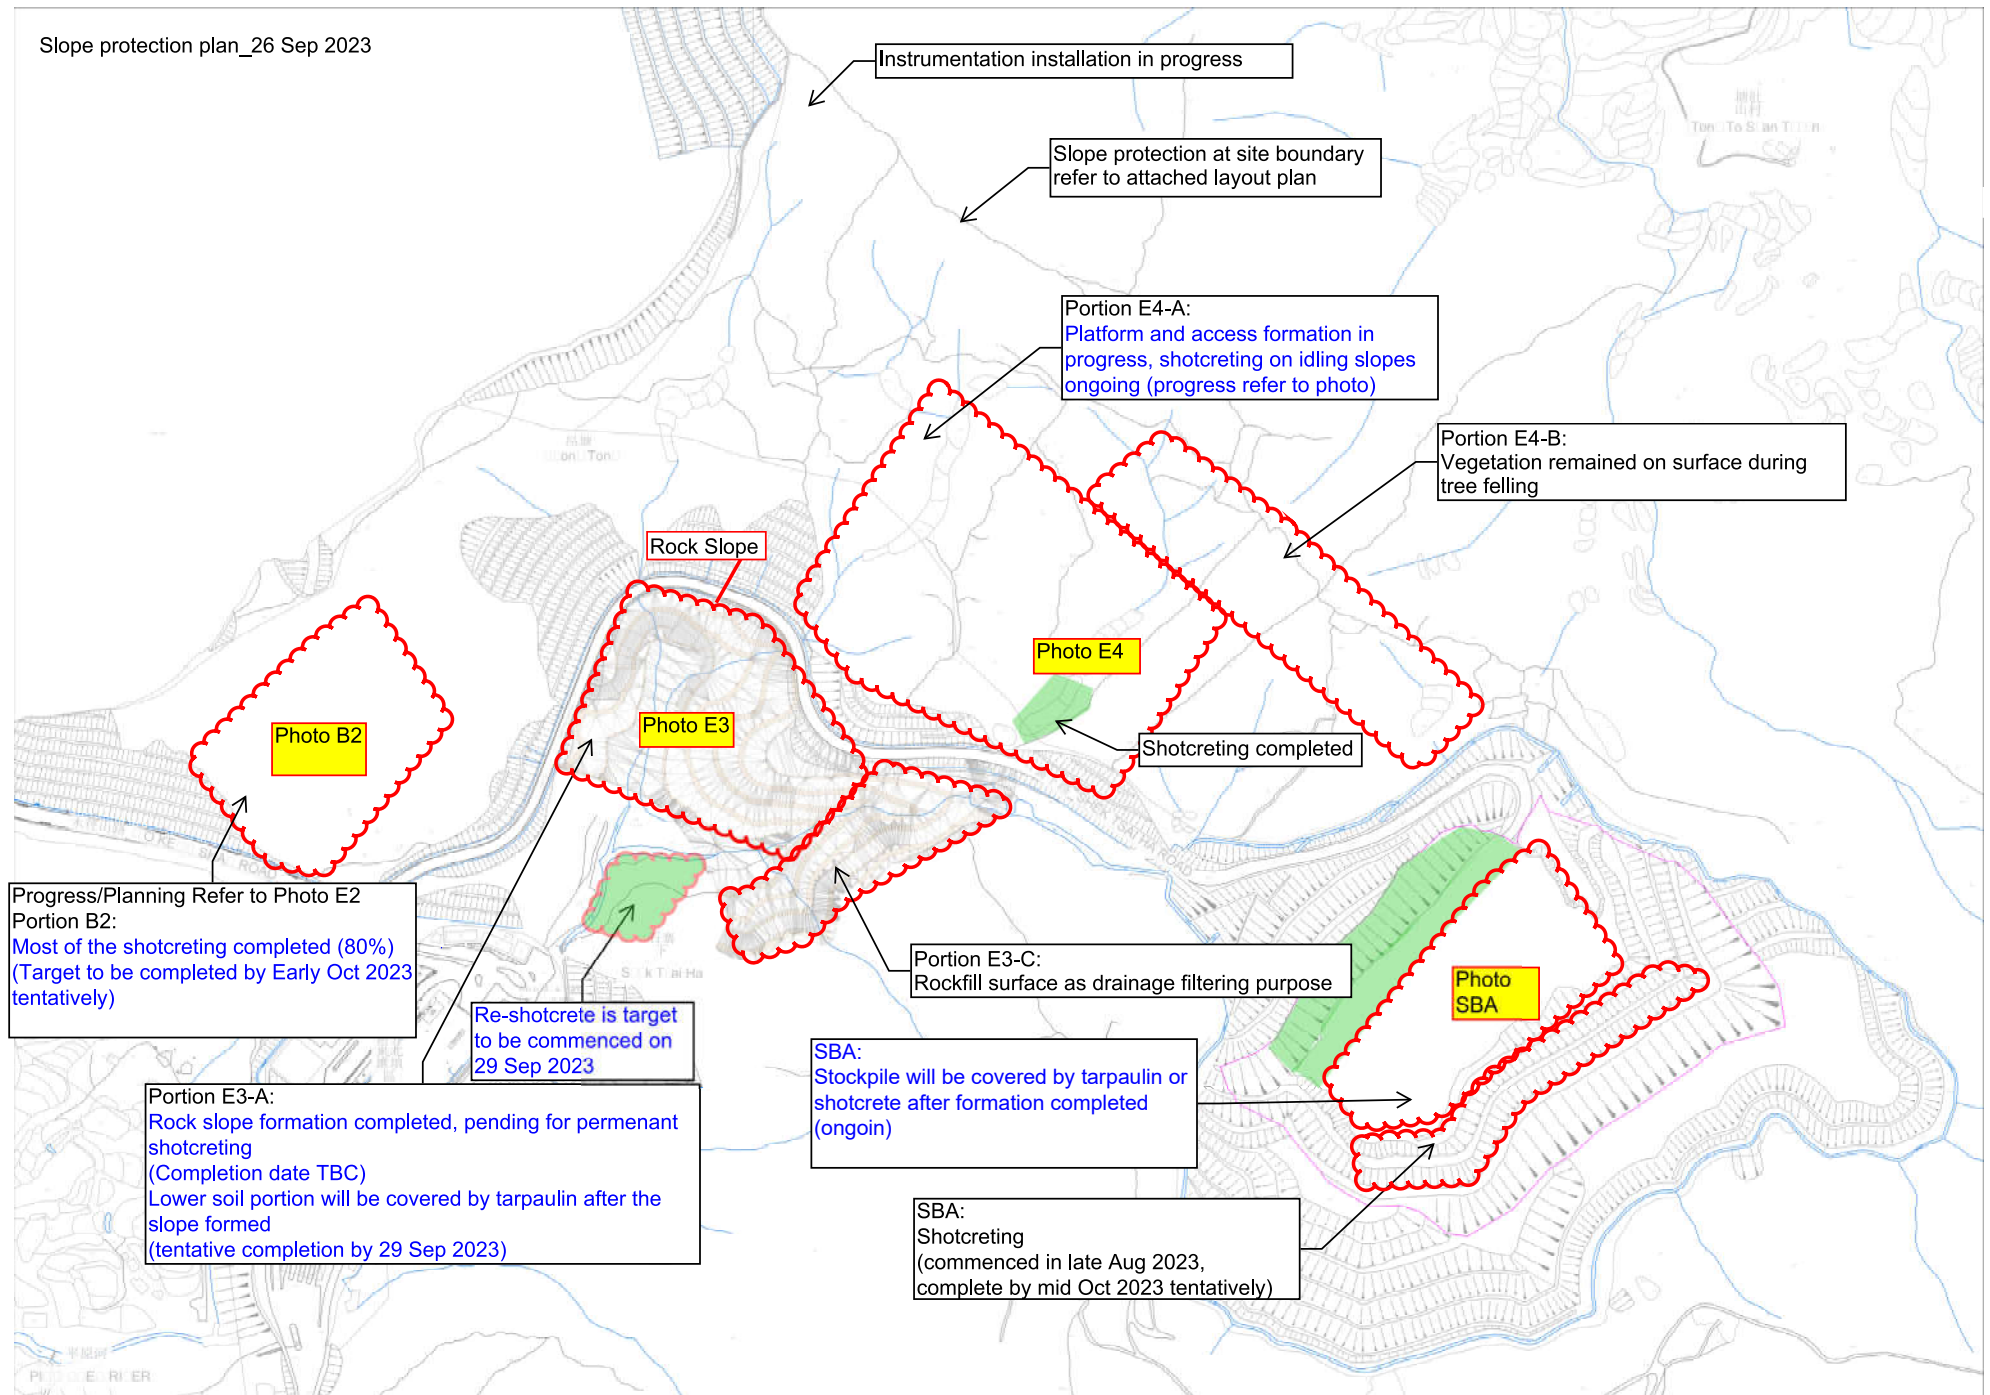 Slope protection plan_26 Sep 2023
Instrumentation installation in progress
Slope protection at site boundary
refer to attached layout plan
Portion E4-A:
Platform and access formation in
progress, shotcreting on idling slopes
ongoing (progress refer to photo)
Portion E4-B:
Vegetation remained on surface during
tree felling
Rock Slope
Photo E4
Photo B2
Photo E3
Shotcreting completed
Progress/Planning Refer to Photo E2
Portion B2:
Most of the shotcreting completed (80%)
(Target to be completed by Early Oct 2023
tentatively)
Portion E3-C:
Rockfill surface as drainage filtering purpose
Photo
SBA
Re-shotcrete is target
to be commenced on
29 Sep 2023
SBA:
Stockpile will be covered by tarpaulin or
shotcrete after formation completed
(ongoin)
Portion E3-A:
Rock slope formation completed, pending for permenant
shotcreting
(Completion date TBC)
Lower soil portion will be covered by tarpaulin after the
slope formed
(tentative completion by 29 Sep 2023)
SBA:
Shotcreting
(commenced in late Aug 2023,
complete by mid Oct 2023 tentatively)
平原河